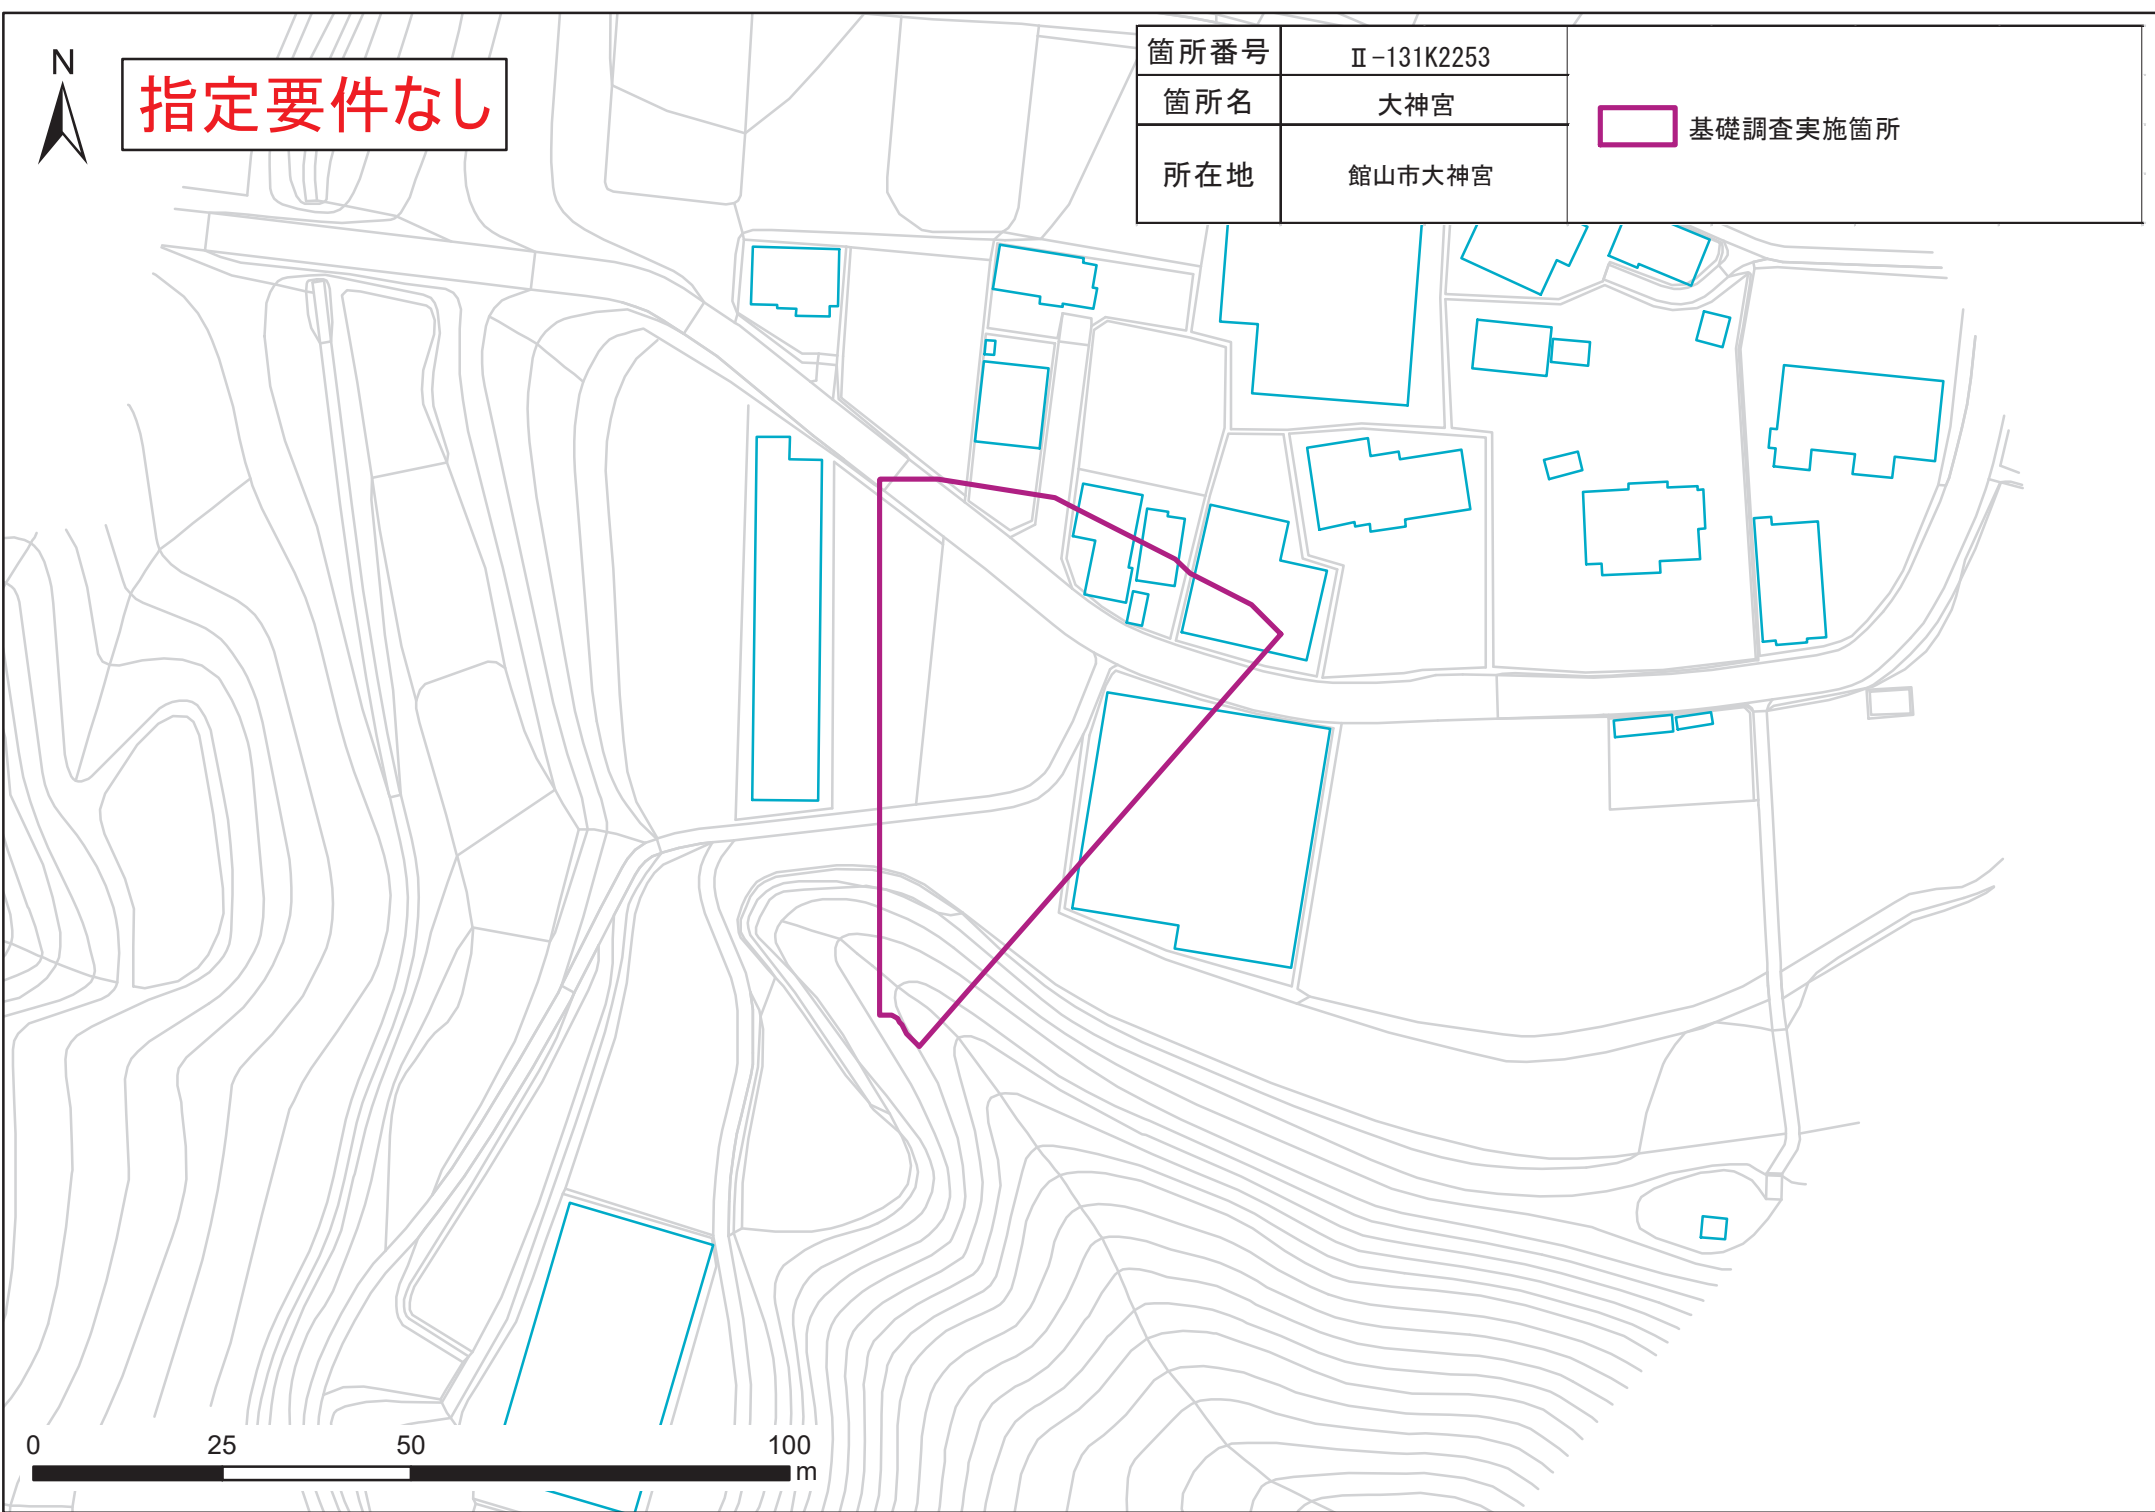 N
指定要件なし
箇所番号 Ⅱ-131K2253
箇所名 大神宮
所在地 館山市大神宮
基礎調査実施箇所
0 25 50 100
m